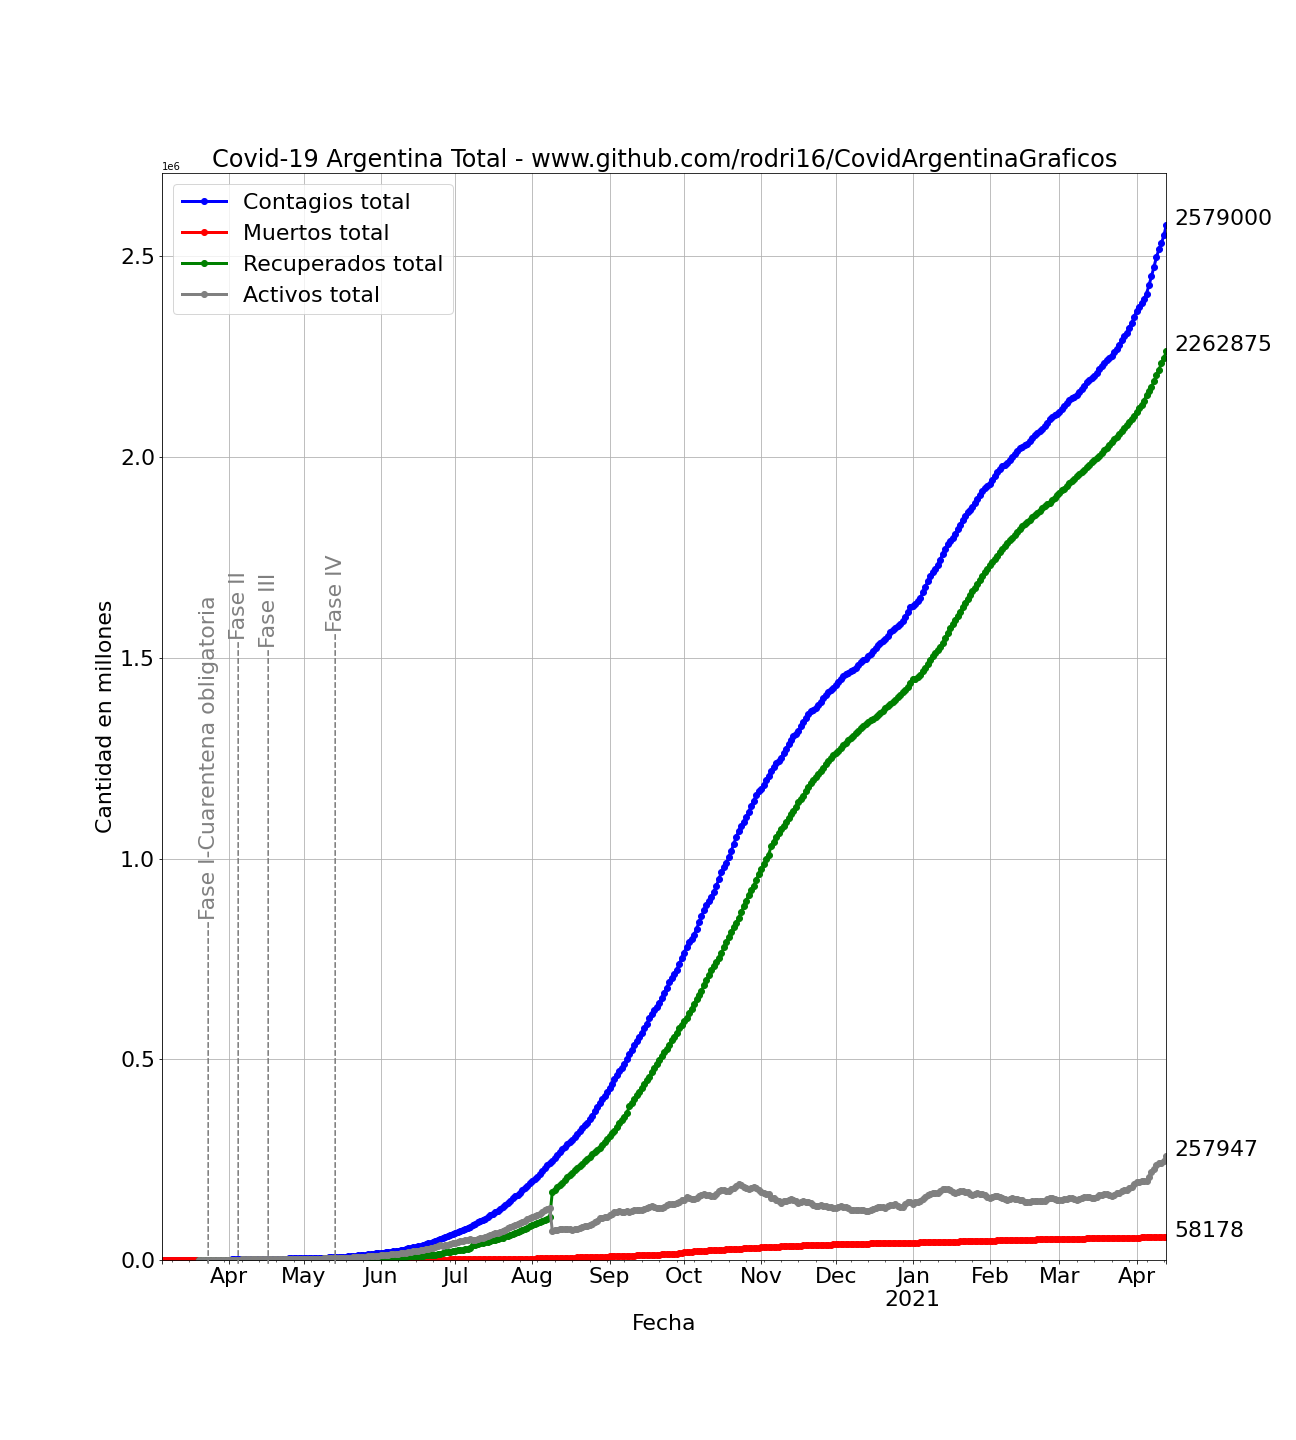 Covid-19 Argentina Total - www.github.com/rodri16/CovidArgentinaGraficos
1e6
Contagios total
Muertos total
Recuperados total
Activos total
2579000
2.5
2262875
2.0
Fase I-Cuarentena obligatoria
Fase II
Fase III
Fase IV
Cantidad en millones
1.5
1.0
0.5
257947
58178
0.0
Apr May Jun Jul Aug Sep Oct Nov Dec Jan Feb Mar Apr
2021
Fecha